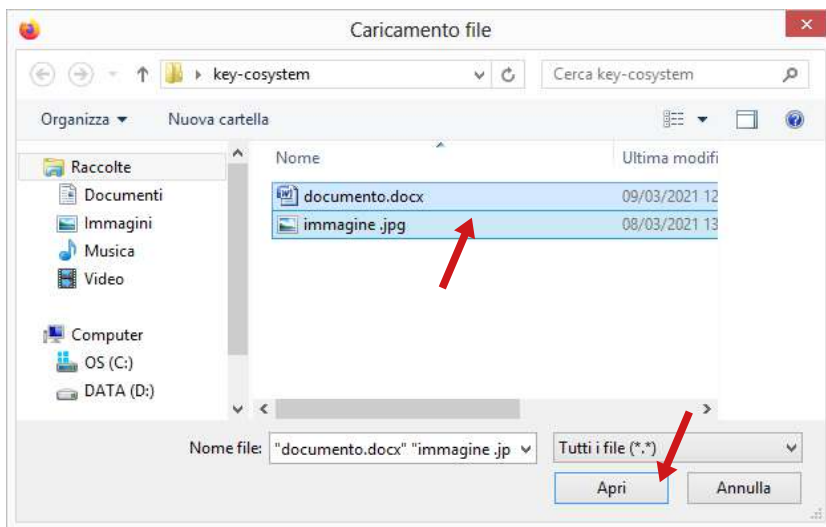 Caricamento file
key-cosystem
Cerca key-cosystem
Organizza
Nuova cartella
Raccolte
Documenti
Immagini
Musica
Video
Computer
OS (C:)
DATA (D:)
Nome
Ultima modifi
documento.docx
09/03/2021 12
immagine .jpg
08/03/2021 13
Nome file:
"documento.docx" "immagine .jp
Tutti i file (*.*)
Apri
Annulla